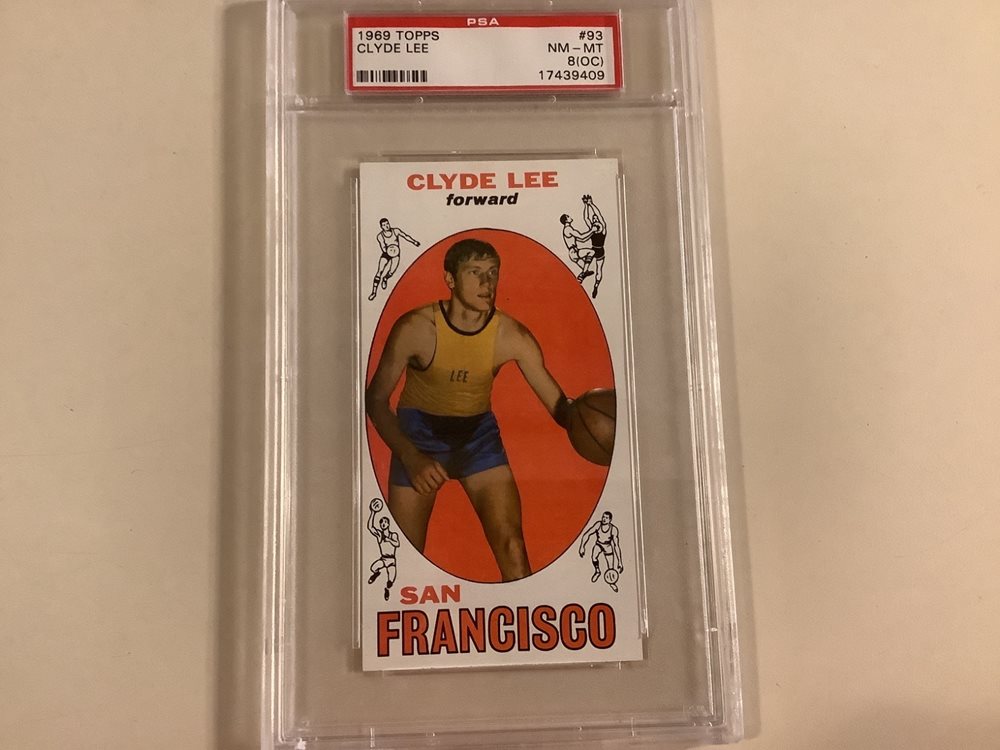 PSA
1969 TOPPS #93
CLYDE LEE NM-MT
8(OC)
17439409
CLYDE LEE
forward
LEE
SAN
FRANCISCO